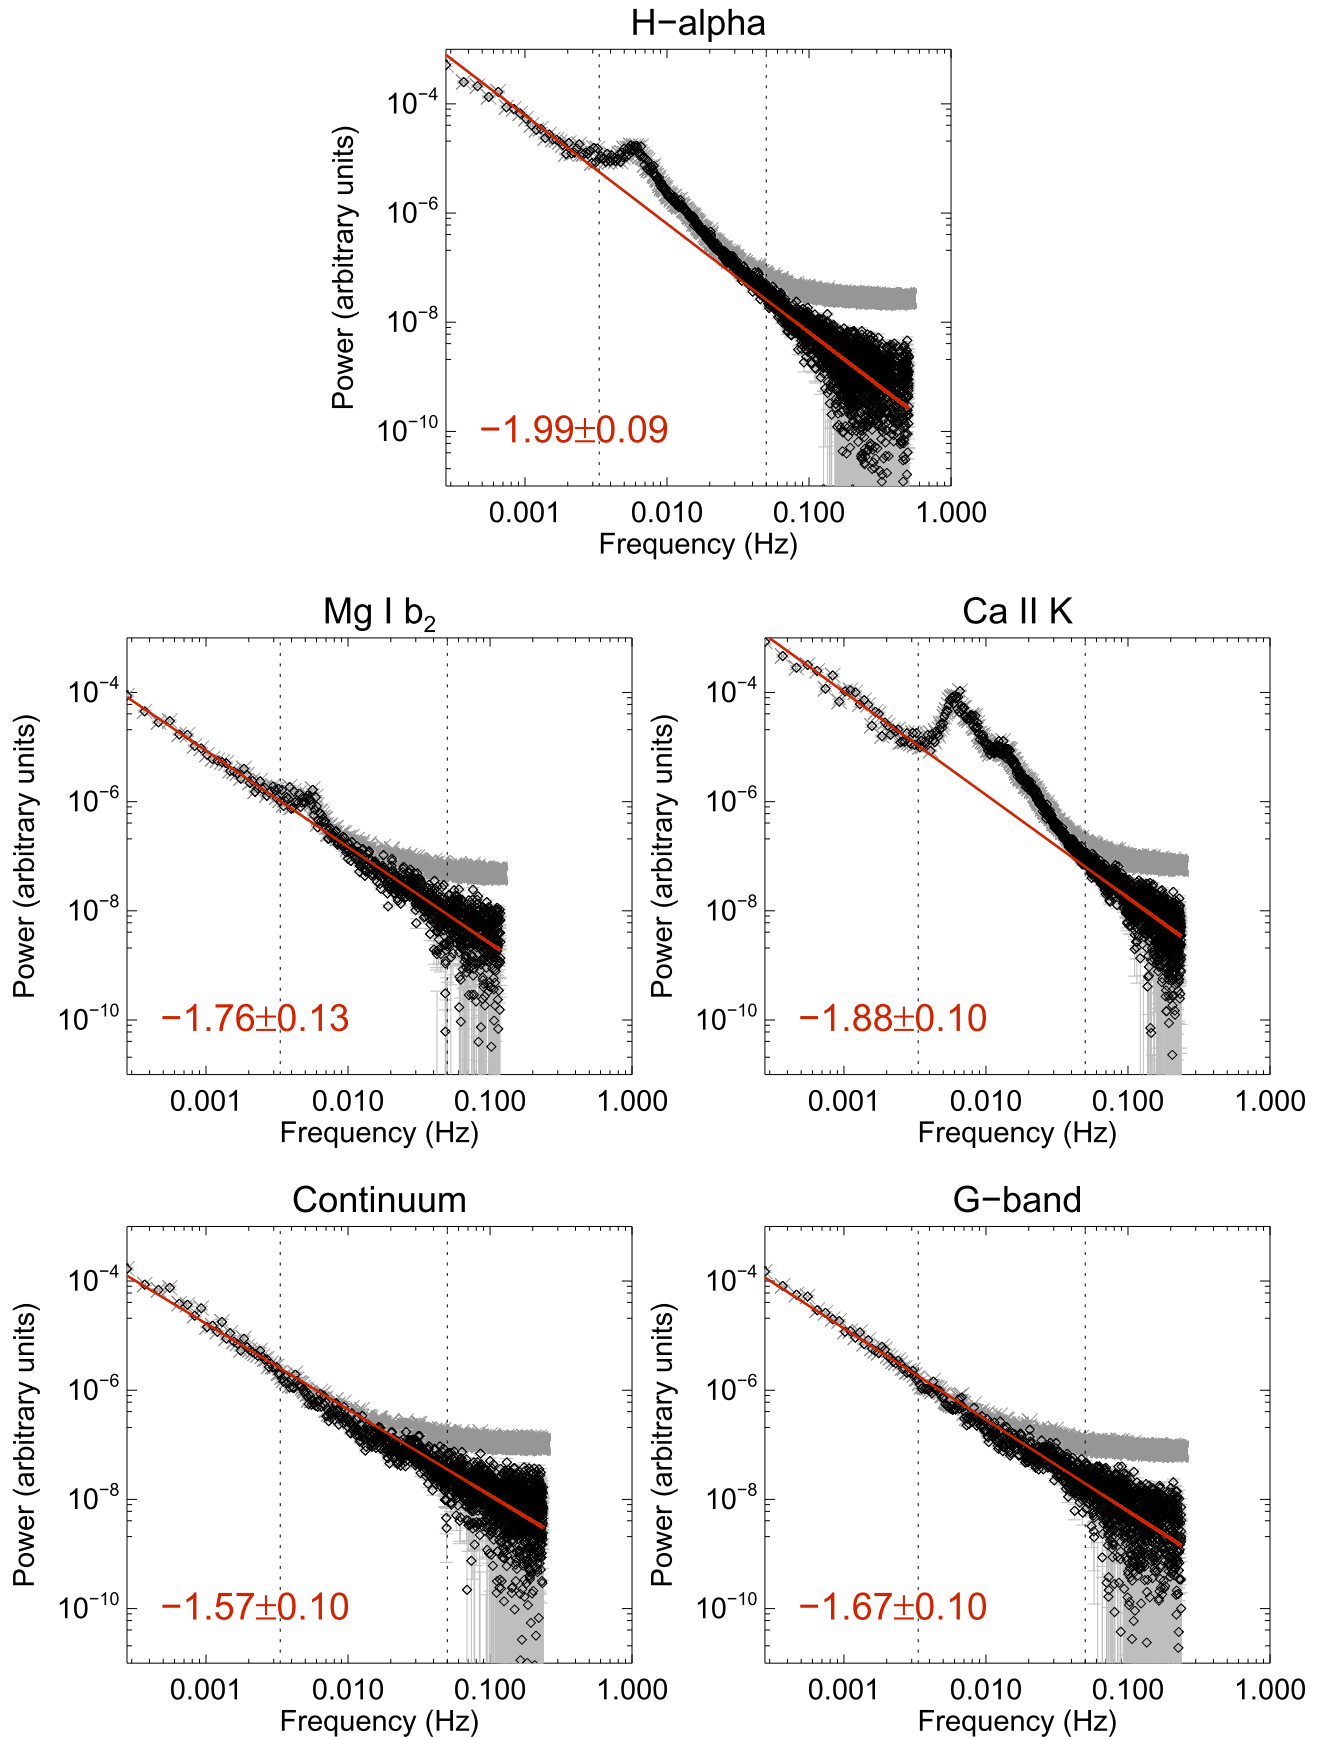 H−alpha
Power (arbitrary units)
10−4
10−6
10−8
10−10
−1.99±0.09
0.001 0.010 0.100 1.000
Frequency (Hz)
Mg I b2
Power (arbitrary units)
10−4
10−6
10−8
10−10
−1.76±0.13
0.001 0.010 0.100 1.000
Frequency (Hz)
Ca II K
Power (arbitrary units)
10−4
10−6
10−8
10−10
−1.88±0.10
0.001 0.010 0.100 1.000
Frequency (Hz)
Continuum
Power (arbitrary units)
10−4
10−6
10−8
10−10
−1.57±0.10
0.001 0.010 0.100 1.000
Frequency (Hz)
G−band
Power (arbitrary units)
10−4
10−6
10−8
10−10
−1.67±0.10
0.001 0.010 0.100 1.000
Frequency (Hz)